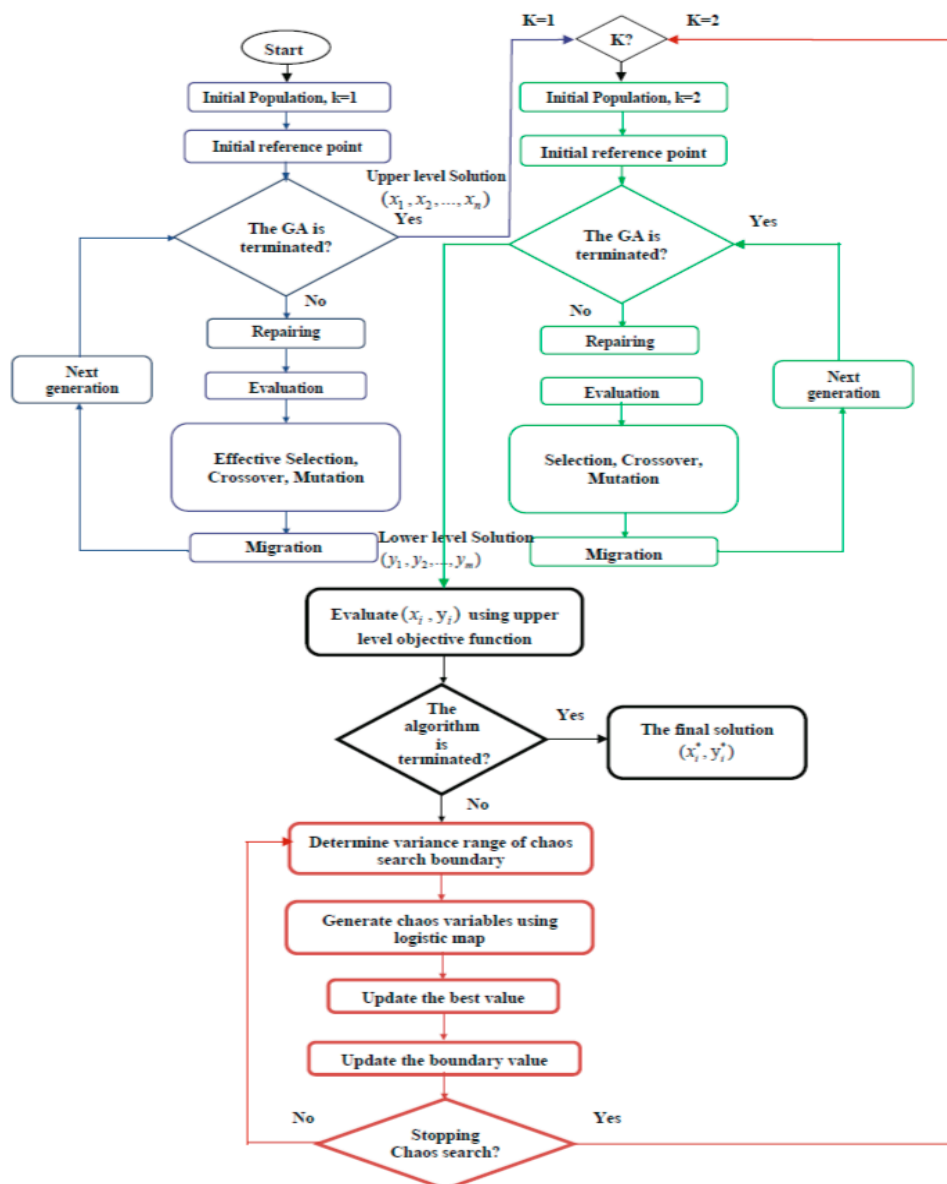 K=1
K=2
K?
Start
Initial Population, k=1
Initial Population, k=2
Initial reference point
Initial reference point
Upper level Solution
(x₁, x₂, ..., xₙ)
Yes
The GA is
terminated?
The GA is
terminated?
Yes
No
No
Repairing
Repairing
Next
generation
Evaluation
Evaluation
Next
generation
Effective Selection,
Crossover, Mutation
Selection, Crossover,
Mutation
Migration
Lower level Solution
(y₁, y₂, ..., yₘ)
Migration
Evaluate (xᵢ, yᵢ) using upper
level objective function
The
algorithm
is
terminated?
Yes
The final solution
(xᵢ*, yᵢ*)
No
Determine variance range of chaos
search boundary
Generate chaos variables using
logistic map
Update the best value
Update the boundary value
No
Yes
Stopping
Chaos search?